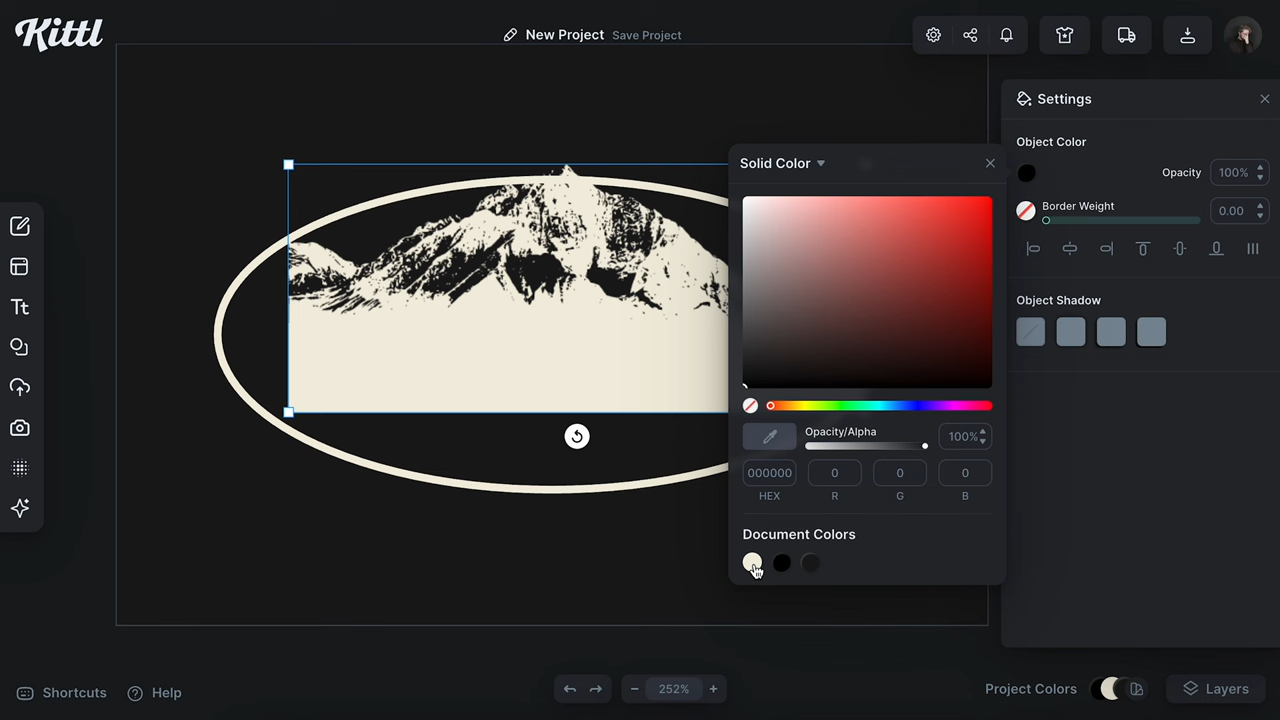 Kittl
New Project Save Project
Settings
Object Color
Opacity 100%
Border Weight 0.00
Object Shadow
Solid Color
Opacity/Alpha 100%
000000 0 0 0
HEX R G B
Document Colors
Tt
Shortcuts Help
252%
Project Colors
Layers